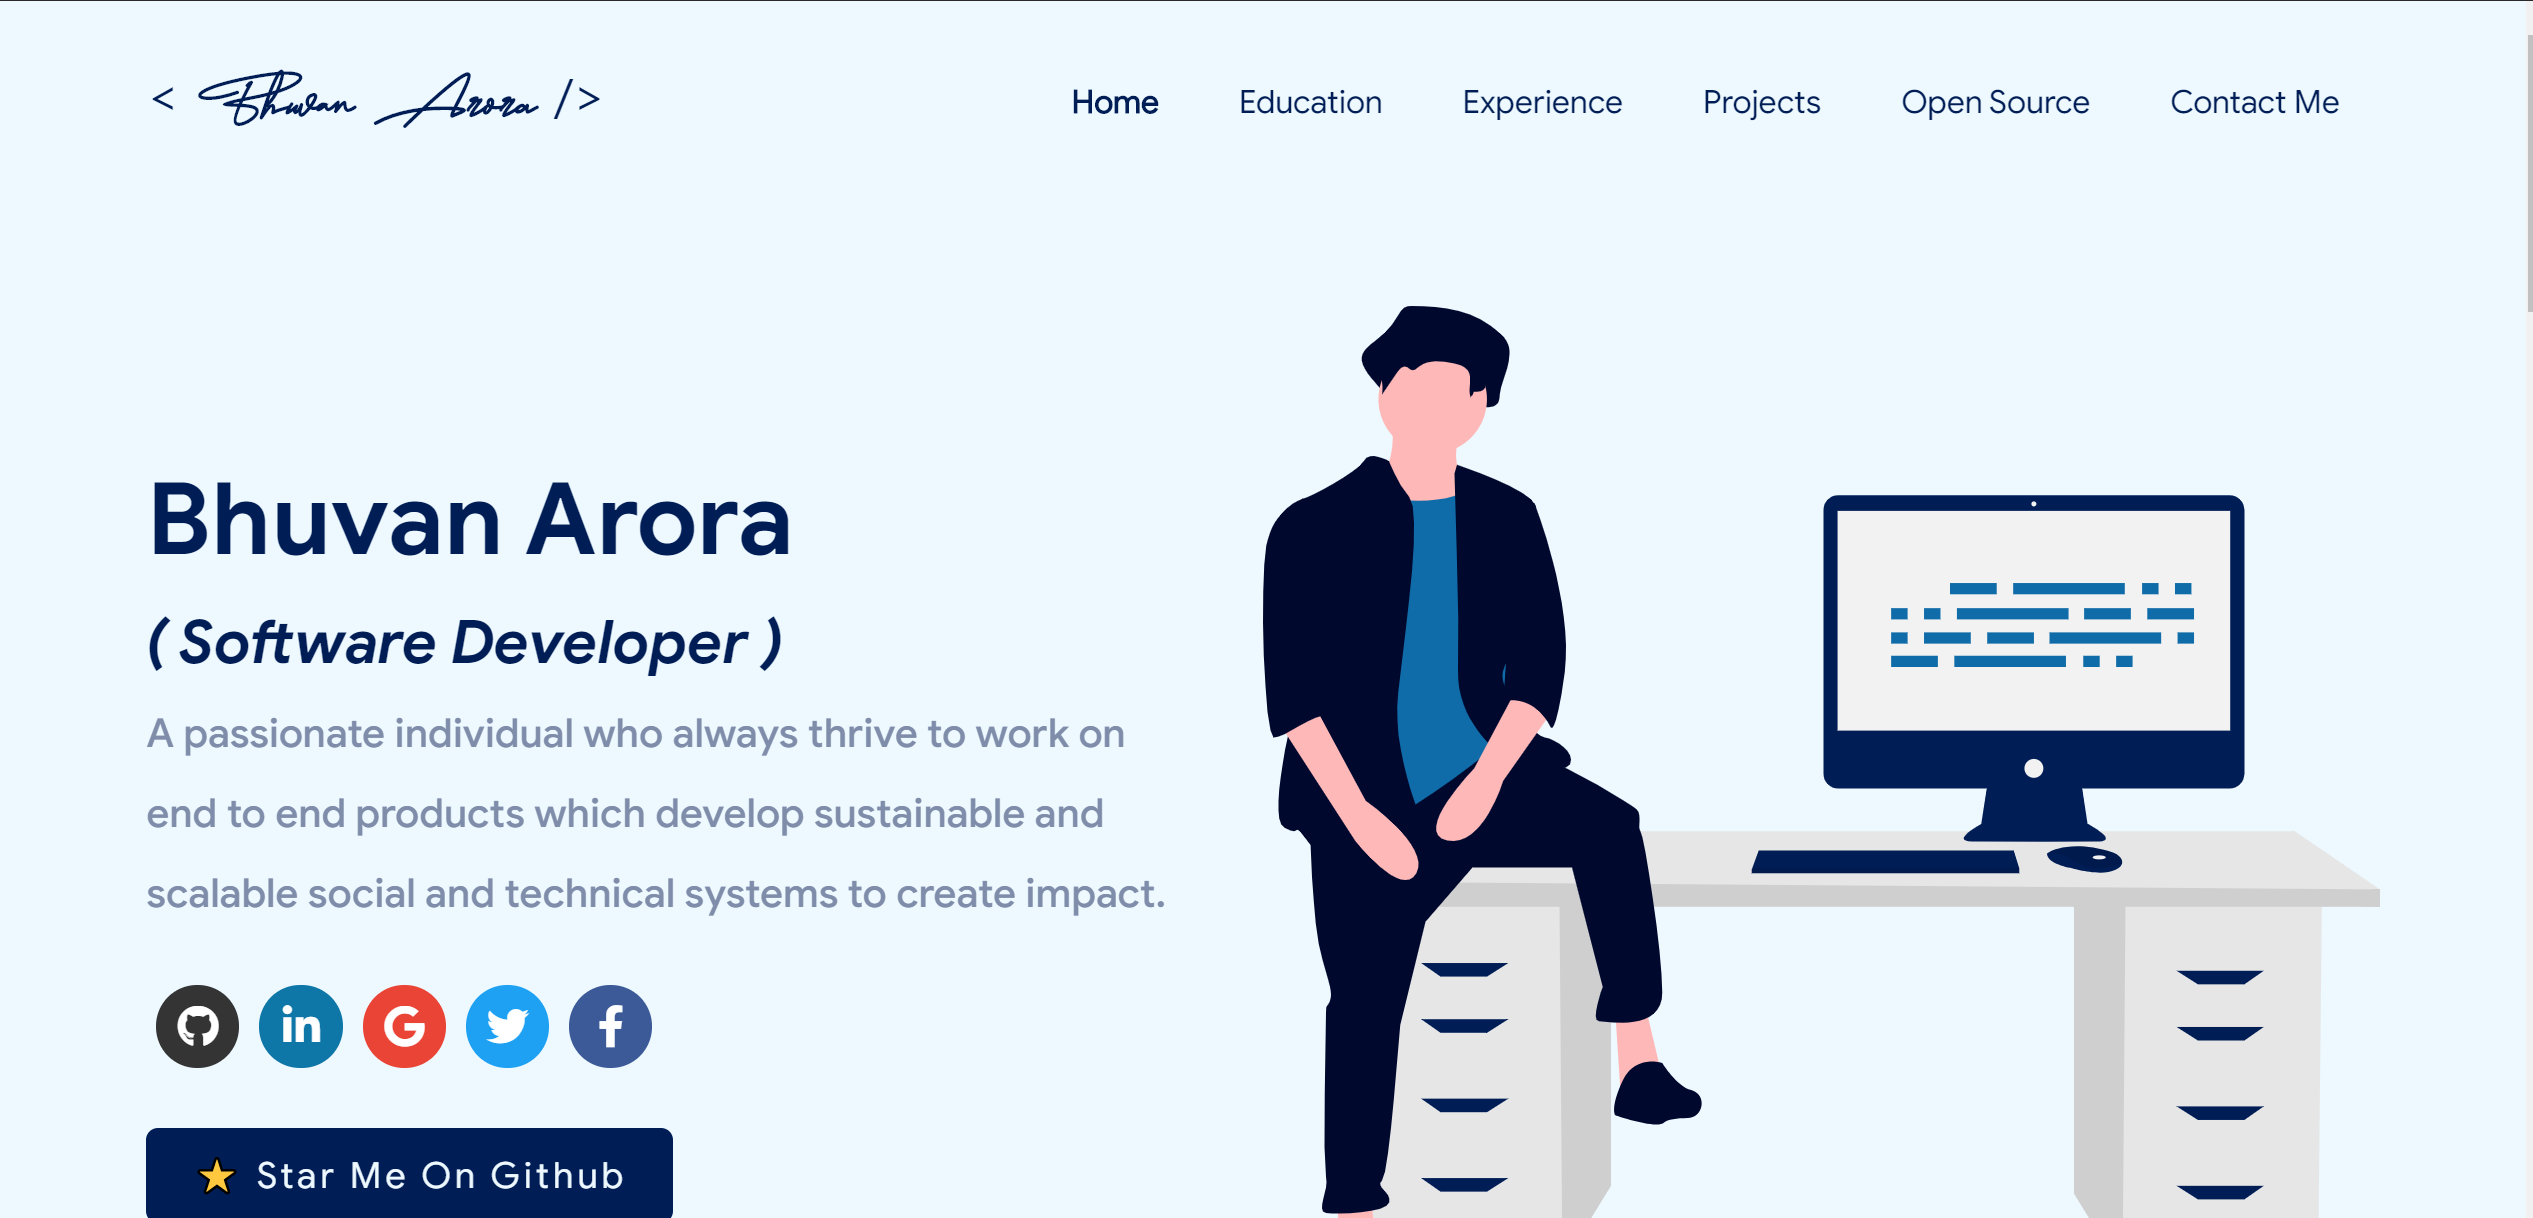 < Bhuvan Arora />
Home Education Experience Projects Open Source Contact Me
Bhuvan Arora
( Software Developer )
A passionate individual who always thrive to work on
end to end products which develop sustainable and
scalable social and technical systems to create impact.
in G f
Star Me On Github